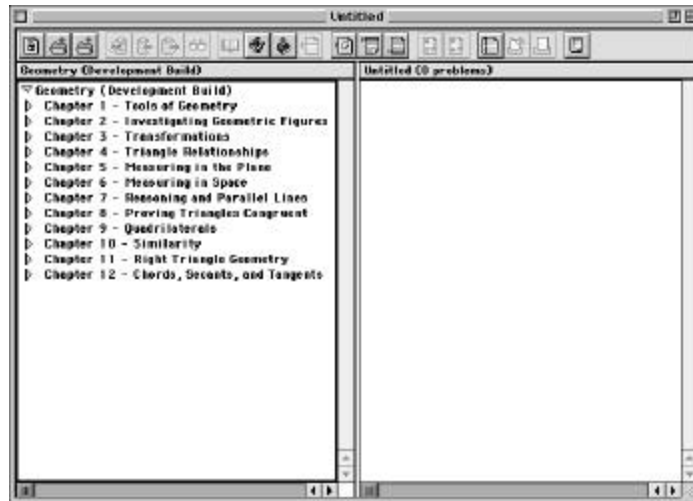 Untitled
Geometry (Development Build)
Untitled (0 problems)
Geometry (Development Build)
Chapter 1 - Tools of Geometry
Chapter 2 - Investigating Geometric Figures
Chapter 3 - Transformations
Chapter 4 - Triangle Relationships
Chapter 5 - Measuring in the Plane
Chapter 6 - Measuring in Space
Chapter 7 - Reasoning and Parallel Lines
Chapter 8 - Proving Triangles Congruent
Chapter 9 - Quadrilaterals
Chapter 10 - Similarity
Chapter 11 - Right Triangle Geometry
Chapter 12 - Chords, Secants, and Tangents